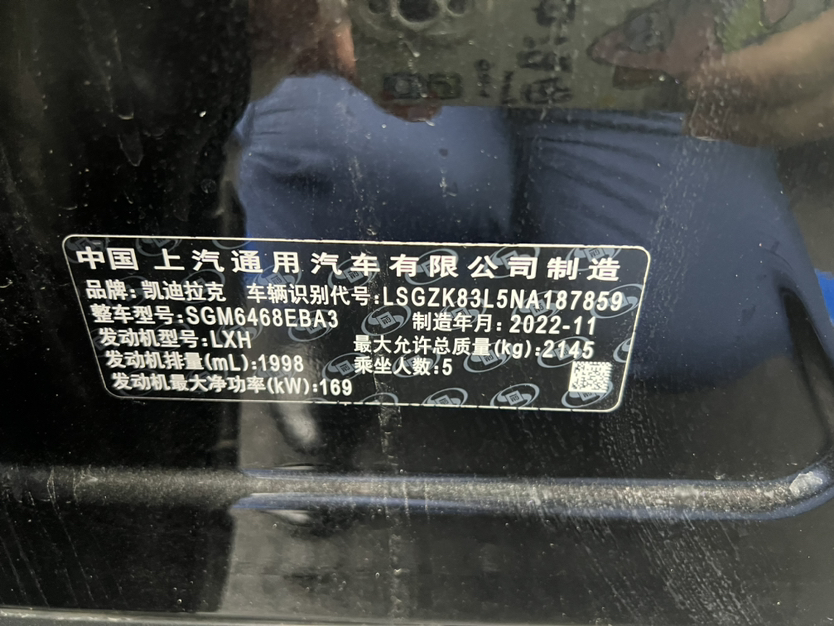 中国 上汽通用汽车有限公司制造
品牌:凯迪拉克 车辆识别代号:LSGZK83L5NA187859
整车型号:SGM6468EBA3 制造年月:2022-11
发动机型号:LXH 最大允许总质量(kg):2145
发动机排量(mL):1998 乘坐人数:5
发动机最大净功率(kW):169